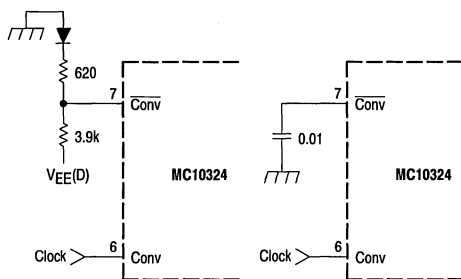 620
7
Conv
3.9k
VEE(D)
MC10324
6
Clock
Conv
7
Conv
0.01
MC10324
6
Clock
Conv